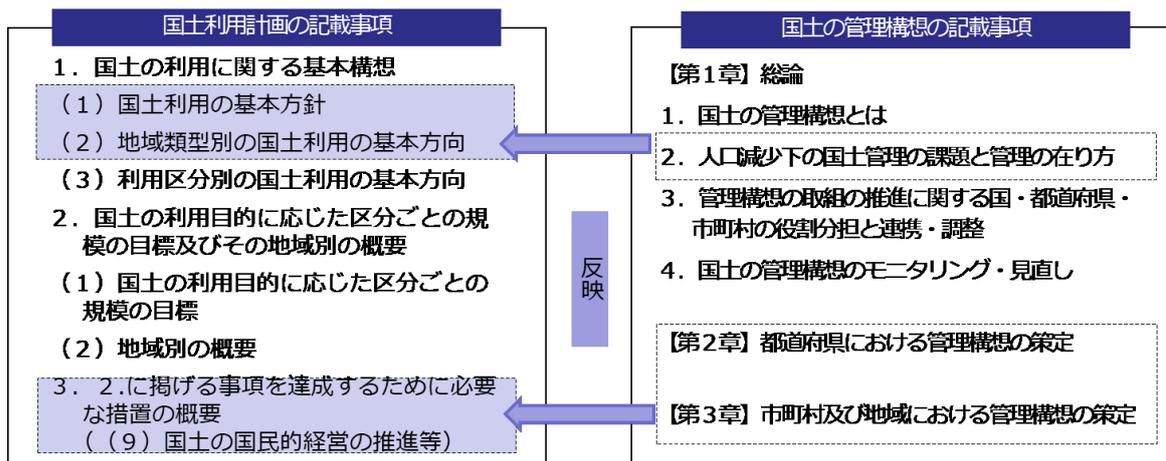 国土利用計画の記載事項
1．国土の利用に関する基本構想
（1）国土利用の基本方針
（2）地域類型別の国土利用の基本方向
（3）利用区分別の国土利用の基本方向
2．国土の利用目的に応じた区分ごとの規
模の目標及びその地域別の概要
（1）国土の利用目的に応じた区分ごとの
規模の目標
（2）地域別の概要
3．２.に掲げる事項を達成するために必要
な措置の概要
（（9）国土の国民的経営の推進等）
反映
国土の管理構想の記載事項
【第1章】総論
1．国土の管理構想とは
2．人口減少下の国土管理の課題と管理の在り方
3．管理構想の取組の推進に関する国・都道府県・
市町村の役割分担と連携・調整
4．国土の管理構想のモニタリング・見直し
【第2章】都道府県における管理構想の策定
【第3章】市町村及び地域における管理構想の策定